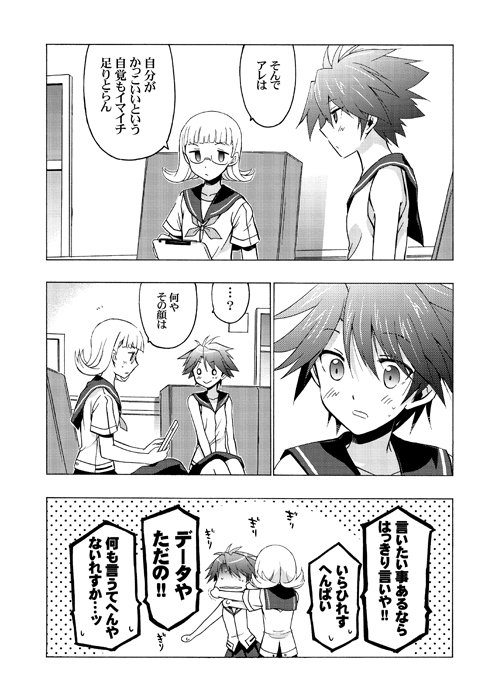 そんで
アレは
自分が
かっこいいという
自覚もイマイチ
足りとらん
…？
何や
その顔は
言いたい事あるなら
はっきり言いや!!
いらひれす
へんぱい
ぎり
ぎり
ぎり
データや
ただの!!
何も言うてへんや
ないれすか…ッ